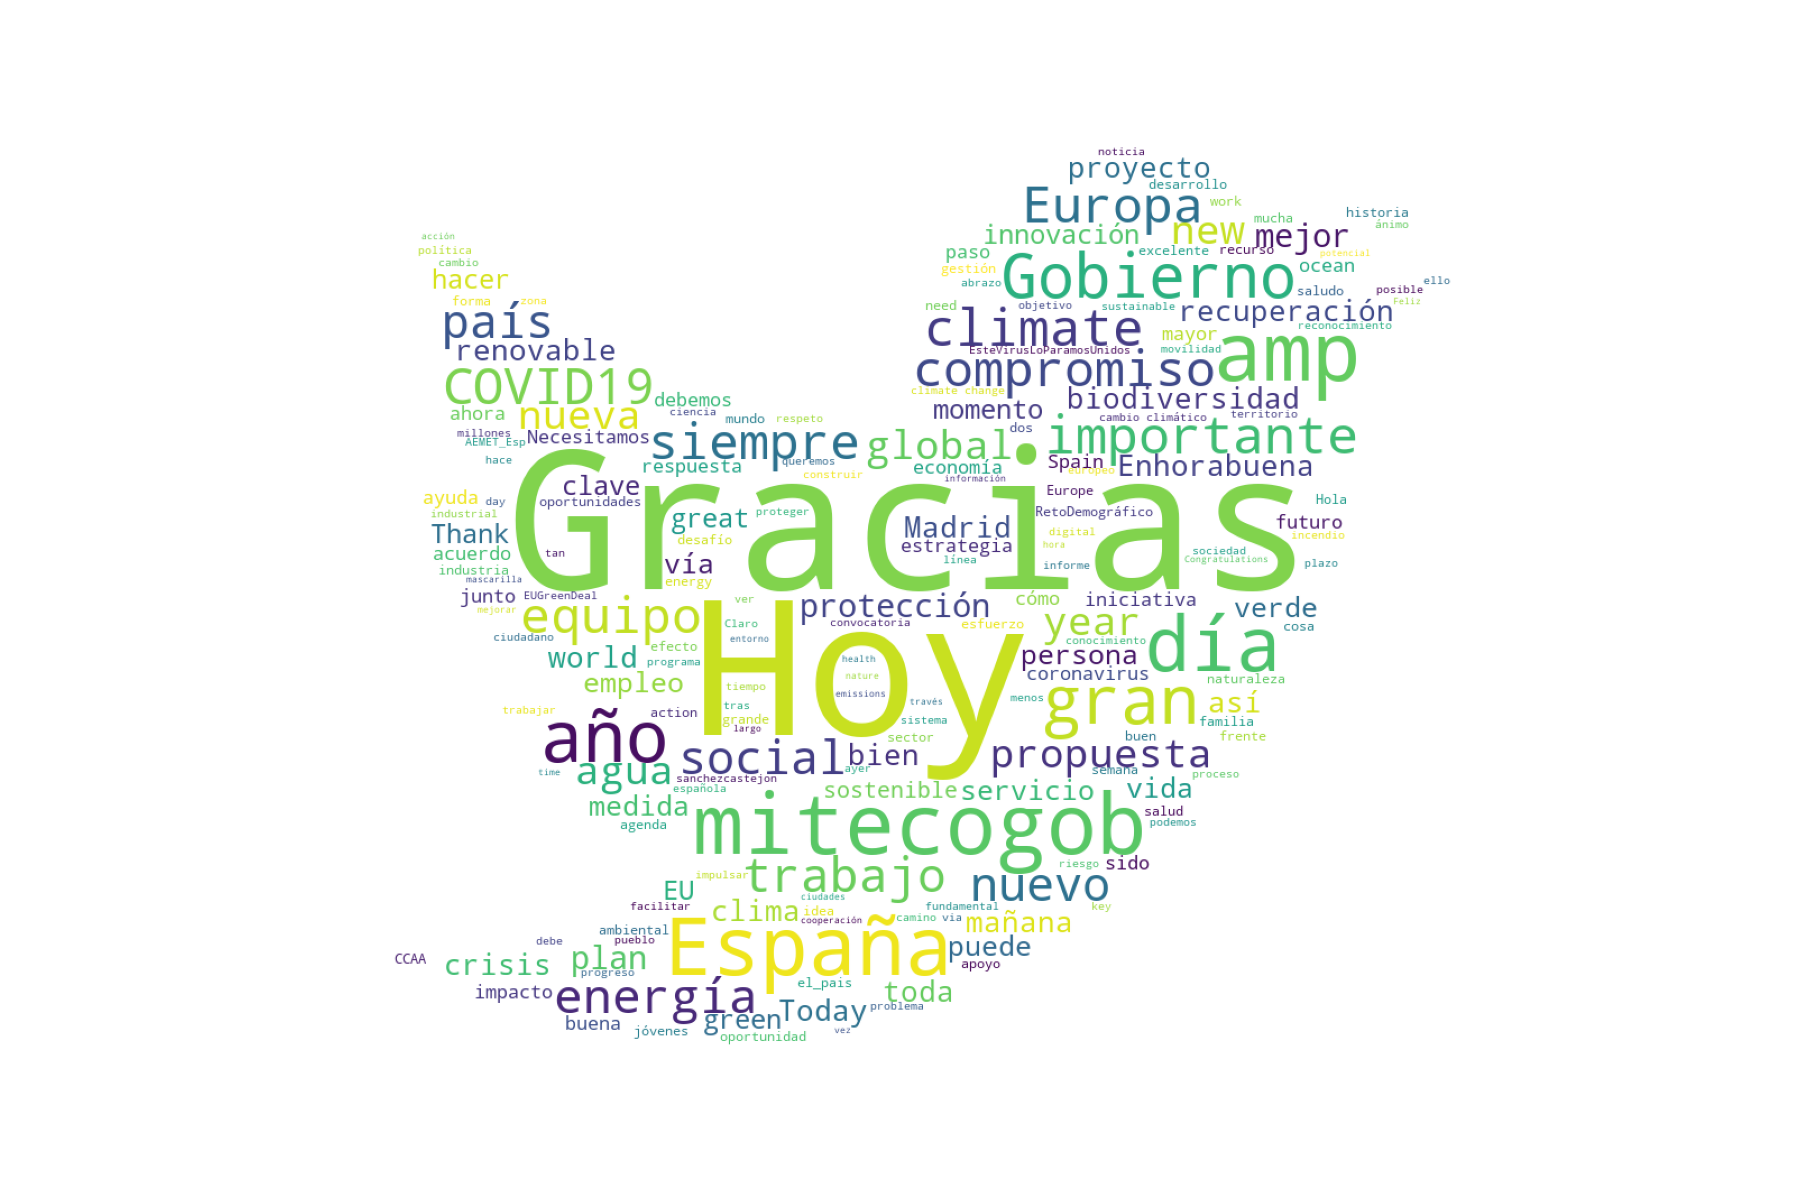 noticia
proyecto
desarrollo
Europa
work
historia
mucha
ánimo
acción
política
cambio
hacer
forma
zona
innovación
new
mejor
paso
excelente
recurso
potencial
gestión
Gobierno
ocean
abrazo
saludo
posible
ello
Feliz
need
objetivo
sustainable
recuperación
reconocimiento
país
climate
mayor
amp
renovable
EsteVirusLoParamosUnidos
movilidad
COVID19
compromiso
debemos
climate change
biodiversidad
nueva
ahora
ciencia
mundo
respeto
momento
cambio climático
territorio
millones
Necesitamos
AEMET_Esp
siempre
global
dos
importante
hace
respuesta
queremos
construir
economía
información
Spain
europeo
Enhorabuena
clave
ayuda
day
oportunidades
Gracias
Europe
Hola
industrial
great
proteger
Madrid
RetoDemográfico
futuro
Thank
desafío
estrategia
digital
hora
incendio
acuerdo
tan
vía
línea
informe
sociedad
Congratulations
plazo
industria
mascarilla
energy
junto
EUGreenDeal
mejorar
ver
protección
cómo
iniciativa
verde
equipo
Claro
convocatoria
esfuerzo
year
cosa
ciudadano
entorno
Hoy
conocimiento
día
world
efecto
programa
health
persona
empleo
tiempo
nature
coronavirus
naturaleza
emissions
través
menos
gran
así
trabajar
action
tras
grande
largo
sistema
familia
año
sector
buen
frente
social
bien
propuesta
time
agua
sanchezcastejon
ayer
semana
proceso
española
sostenible
servicio
vida
medida
agenda
mitecogob
salud
podemos
riesgo
sido
EU
impulsar
trabajo
nuevo
facilitar
ciudades
clima
idea
cooperación
fundamental
camino
via
key
mañana
ambiental
debe
pueblo
España
puede
CCAA
crisis
plan
progreso
apoyo
impacto
energía
el_pais
toda
buena
jóvenes
green
Today
problema
oportunidad
vez